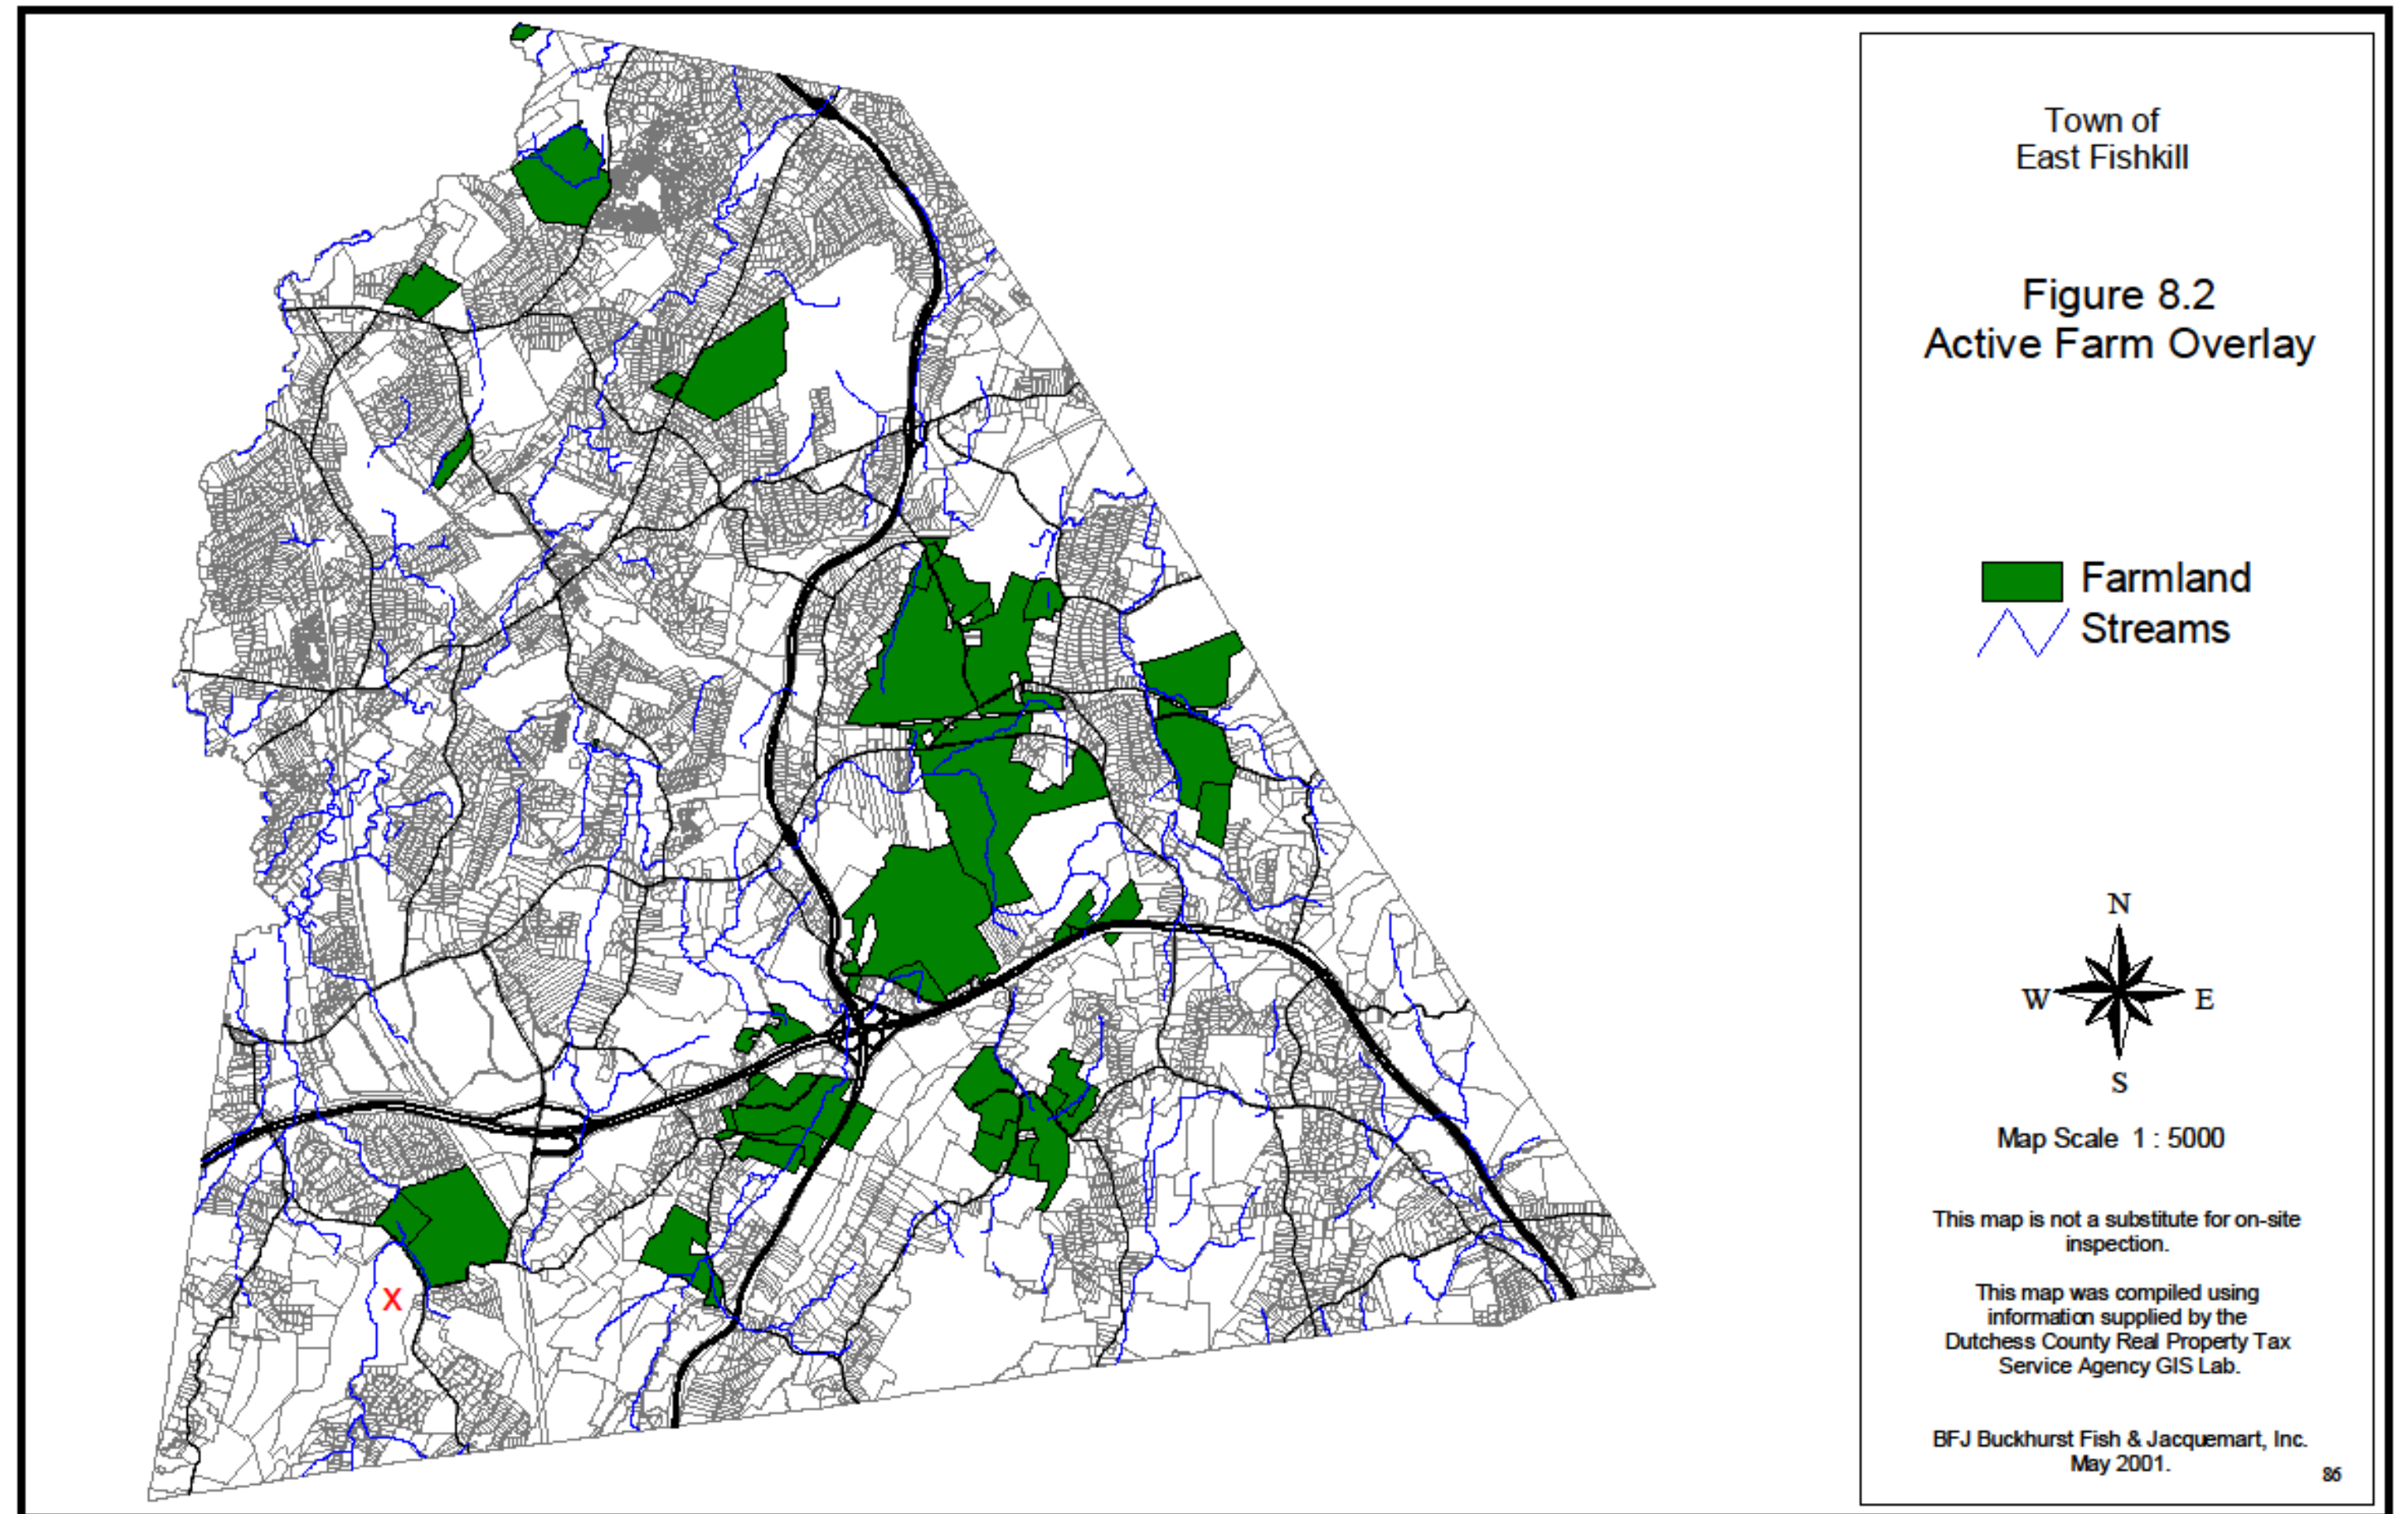 Town of
East Fishkill
Figure 8.2
Active Farm Overlay
Farmland
Streams
N
W E
S
Map Scale 1 : 5000
This map is not a substitute for on-site
inspection.
This map was compiled using
information supplied by the
Dutchess County Real Property Tax
Service Agency GIS Lab.
BFJ Buckhurst Fish & Jacquemart, Inc.
May 2001.
86
X